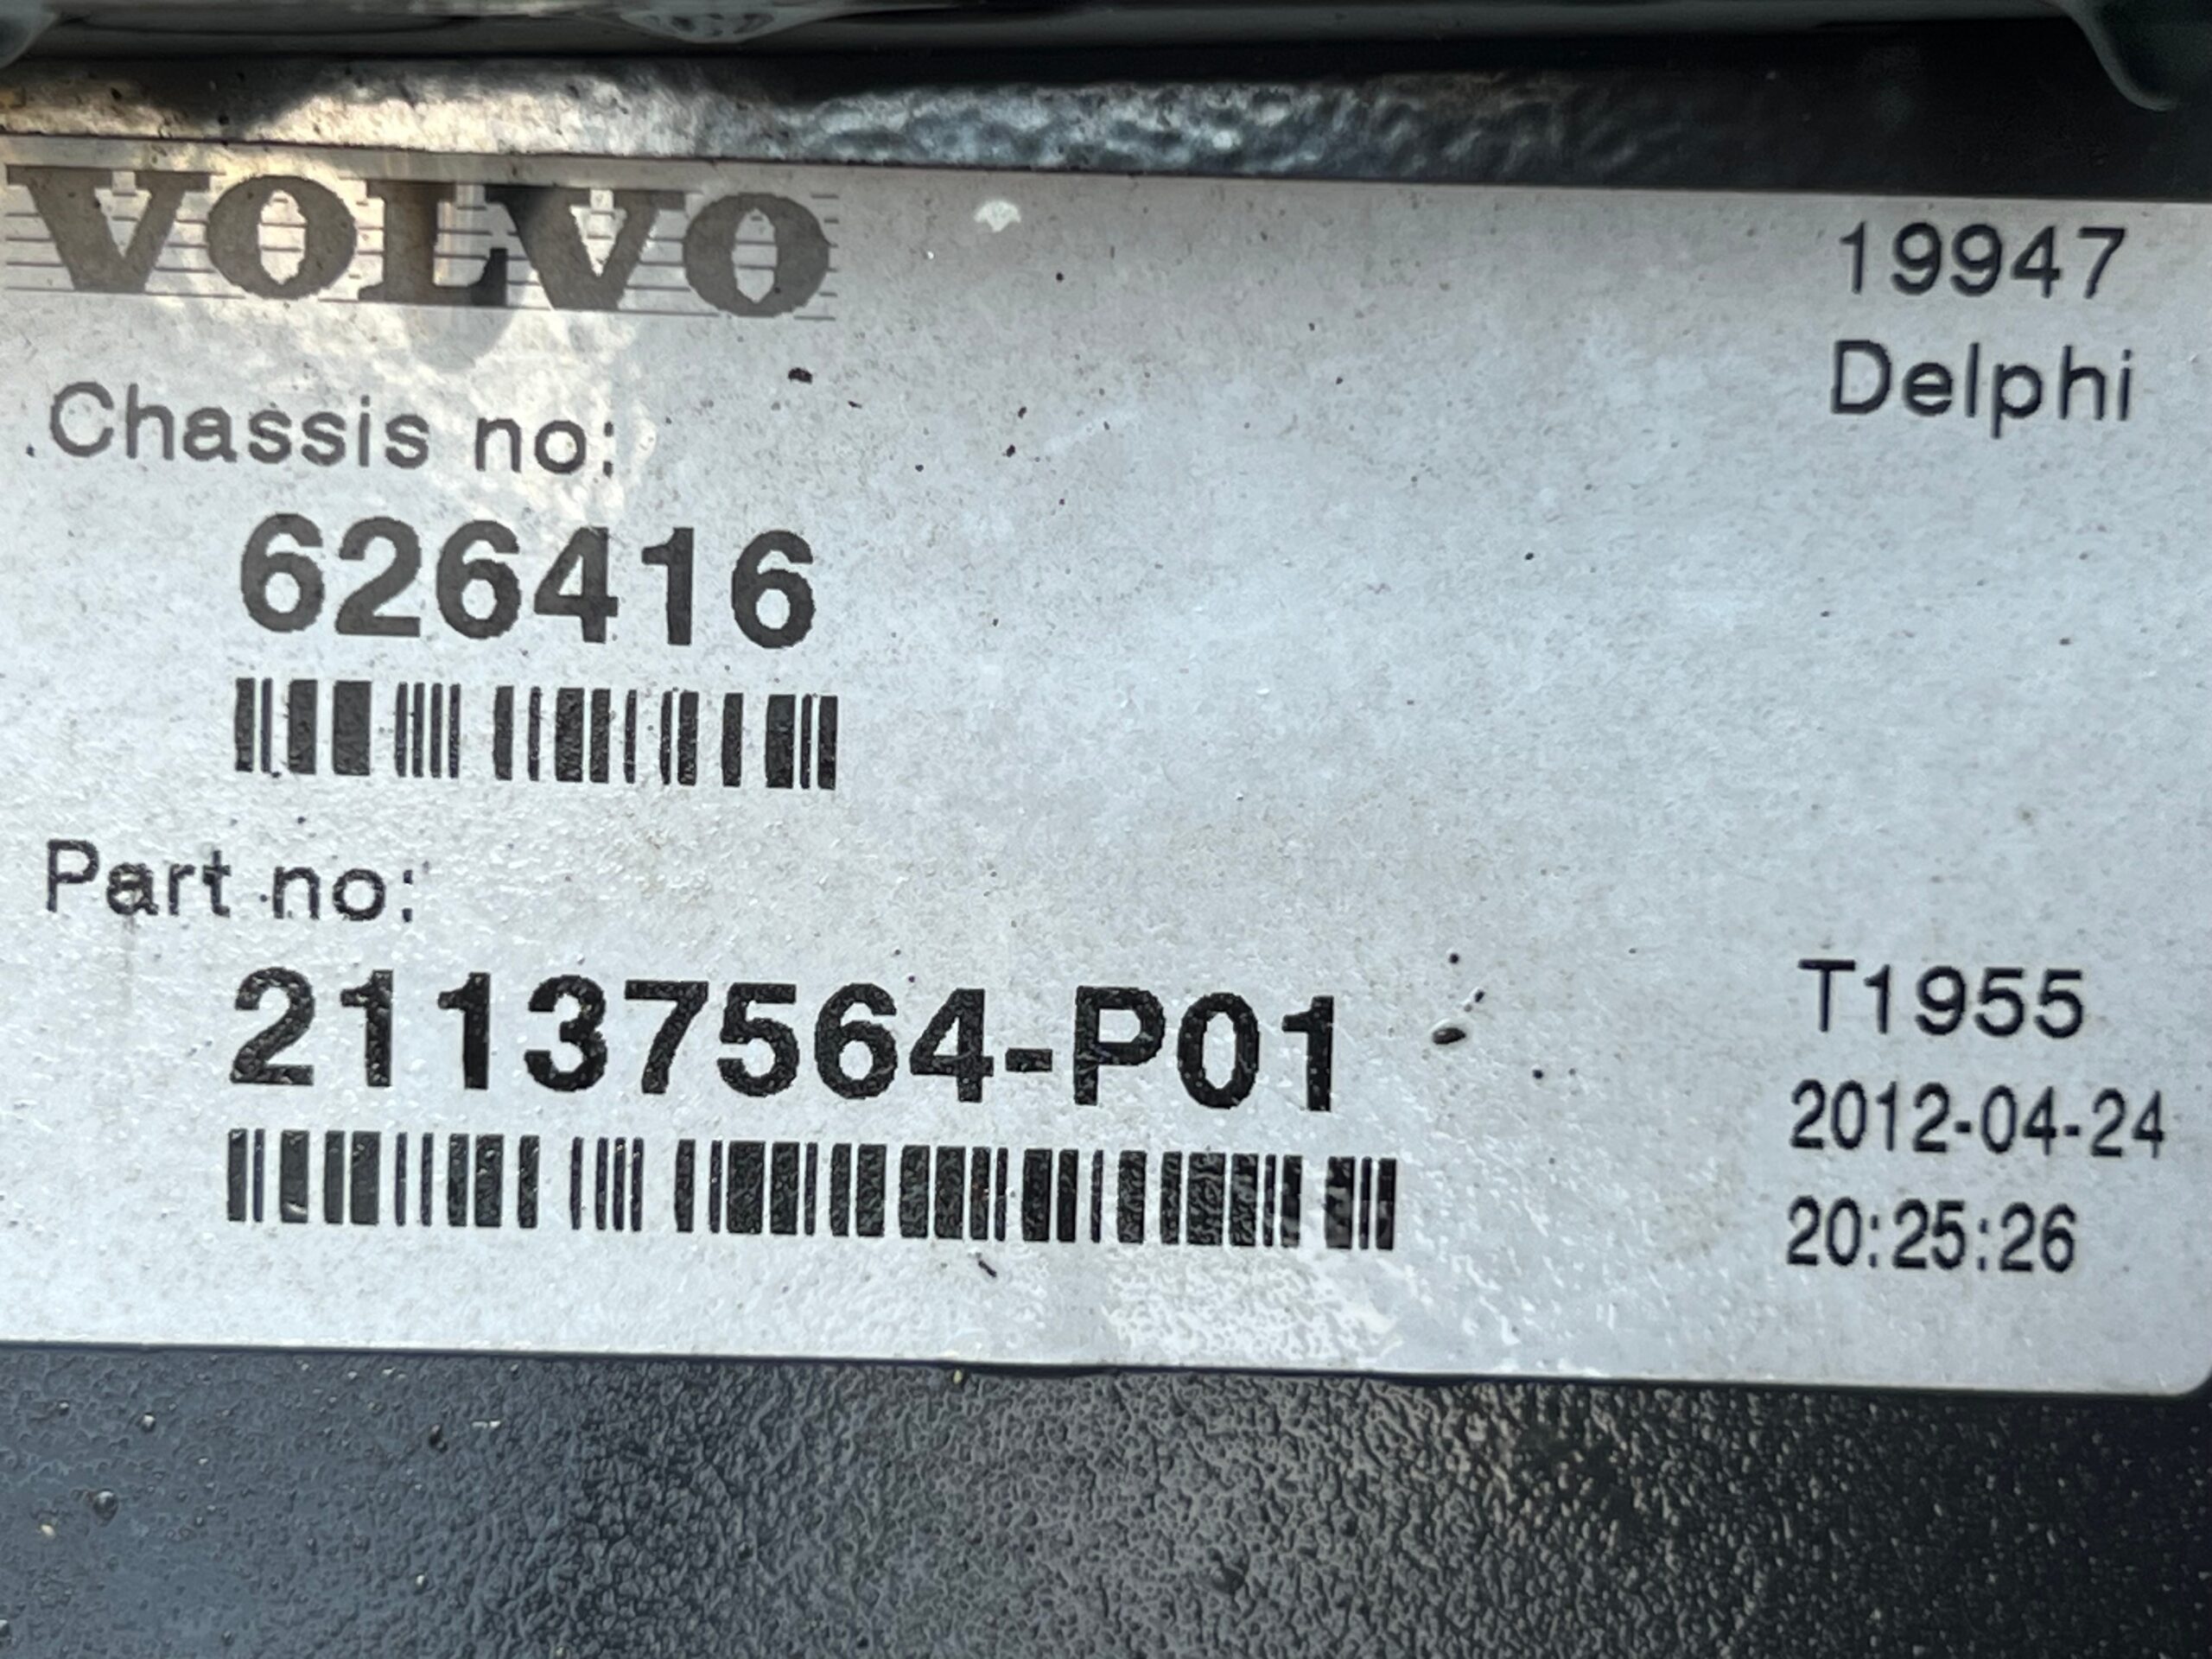 VOLVO
19947
Delphi
Chassis no:
626416
Part no:
21137564-P01
T1955
2012-04-24
20:25:26